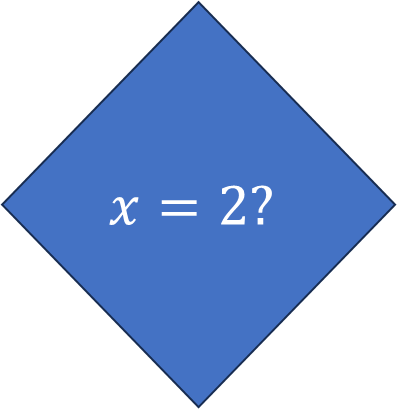 x = 2?